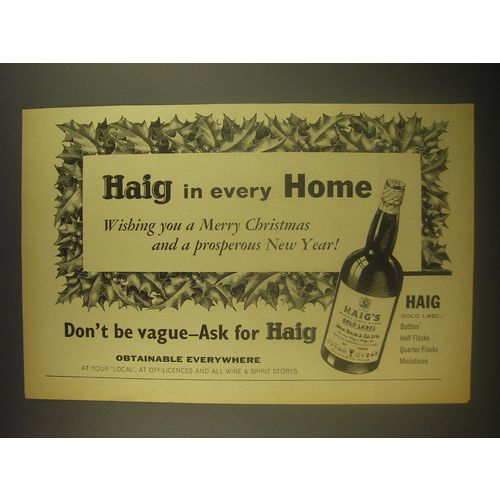 Haig in every Home
Wishing you a Merry Christmas
and a prosperous New Year!
Don't be vague–Ask for Haig
OBTAINABLE EVERYWHERE
AT YOUR 'LOCAL', AT OFF-LICENCES AND ALL WINE & SPIRIT STORES
HAIG'S
GOLD LABEL
HAIG
'GOLD LABEL'
Bottles
Half Flasks
Quarter Flasks
Miniatures